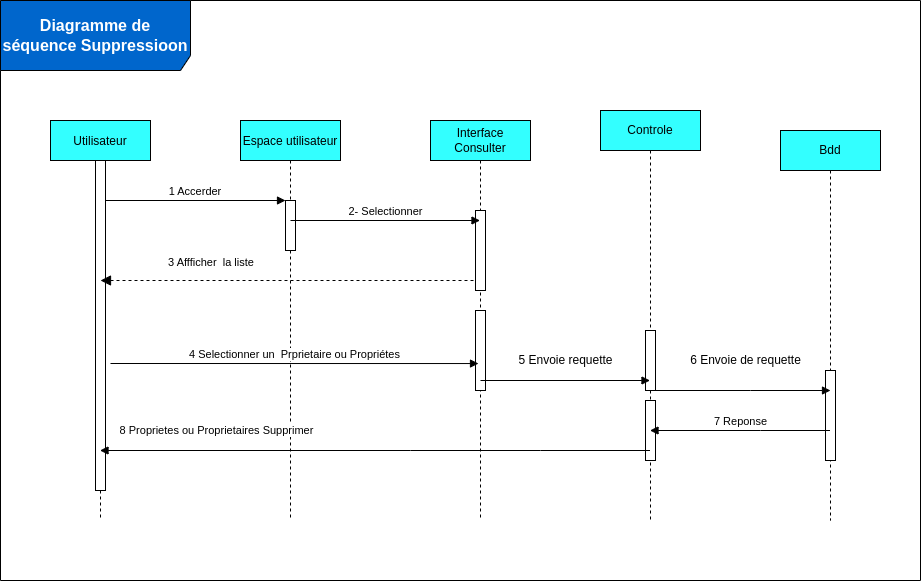 Diagramme de
séquence Suppressioon
Utilisateur
Espace utilisateur
Interface
Consulter
Controle
Bdd
1 Accerder
2- Selectionner
3 Affficher  la liste
4 Selectionner un  Prprietaire ou Propriétes
5 Envoie requette
6 Envoie de requette
7 Reponse
8 Proprietes ou Proprietaires Supprimer